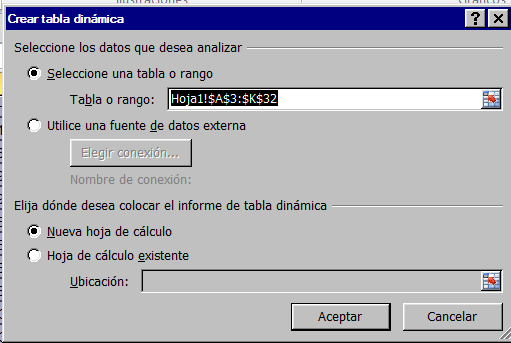 Ilustraciones
Gráficos
Crear tabla dinámica
Seleccione los datos que desea analizar
Seleccione una tabla o rango
Tabla o rango: Hoja1!$A$3:$K$32
Utilice una fuente de datos externa
Elegir conexión...
Nombre de conexión:
Elija dónde desea colocar el informe de tabla dinámica
Nueva hoja de cálculo
Hoja de cálculo existente
Ubicación:
Aceptar Cancelar